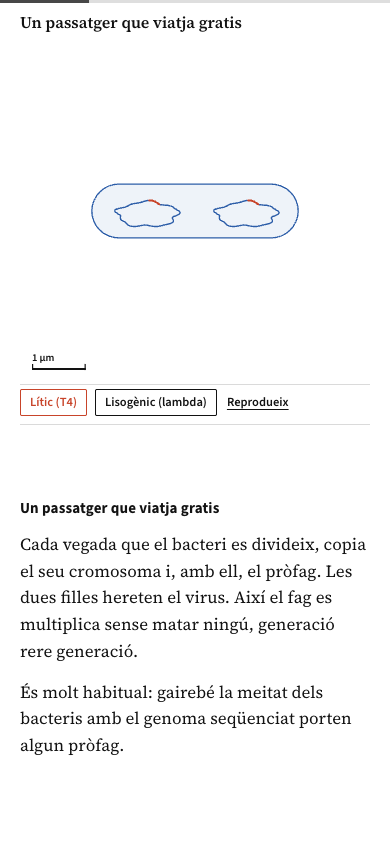 Un passatger que viatja gratis
1 µm
Lític (T4) Lisogènic (lambda) Reprodueix
Un passatger que viatja gratis
Cada vegada que el bacteri es divideix, copia
el seu cromosoma i, amb ell, el pròfag. Les
dues filles hereten el virus. Així el fag es
multiplica sense matar ningú, generació
rere generació.
És molt habitual: gairebé la meitat dels
bacteris amb el genoma seqüenciat porten
algun pròfag.